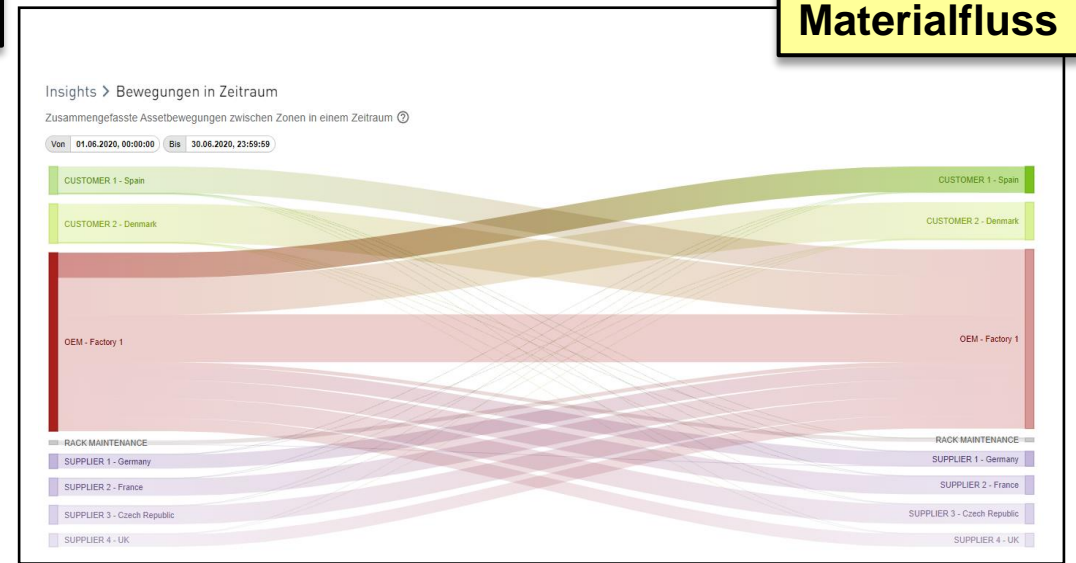 Materialfluss
Insights > Bewegungen in Zeitraum
Zusammengefasste Assetbewegungen zwischen Zonen in einem Zeitraum ?
Von 01.06.2020, 00:00:00 Bis 30.06.2020, 23:59:59
CUSTOMER 1 - Spain CUSTOMER 1 - Spain
CUSTOMER 2 - Denmark CUSTOMER 2 - Denmark
OEM - Factory 1 OEM - Factory 1
RACK MAINTENANCE RACK MAINTENANCE
SUPPLIER 1 - Germany SUPPLIER 1 - Germany
SUPPLIER 2 - France SUPPLIER 2 - France
SUPPLIER 3 - Czech Republic SUPPLIER 3 - Czech Republic
SUPPLIER 4 - UK SUPPLIER 4 - UK